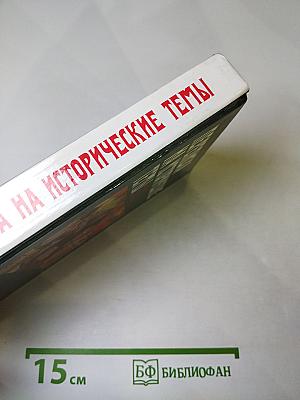 А НА ИСТОРИЧЕСКИЕ ТЕМЫ
15 см
БФ БИБЛИОФАН